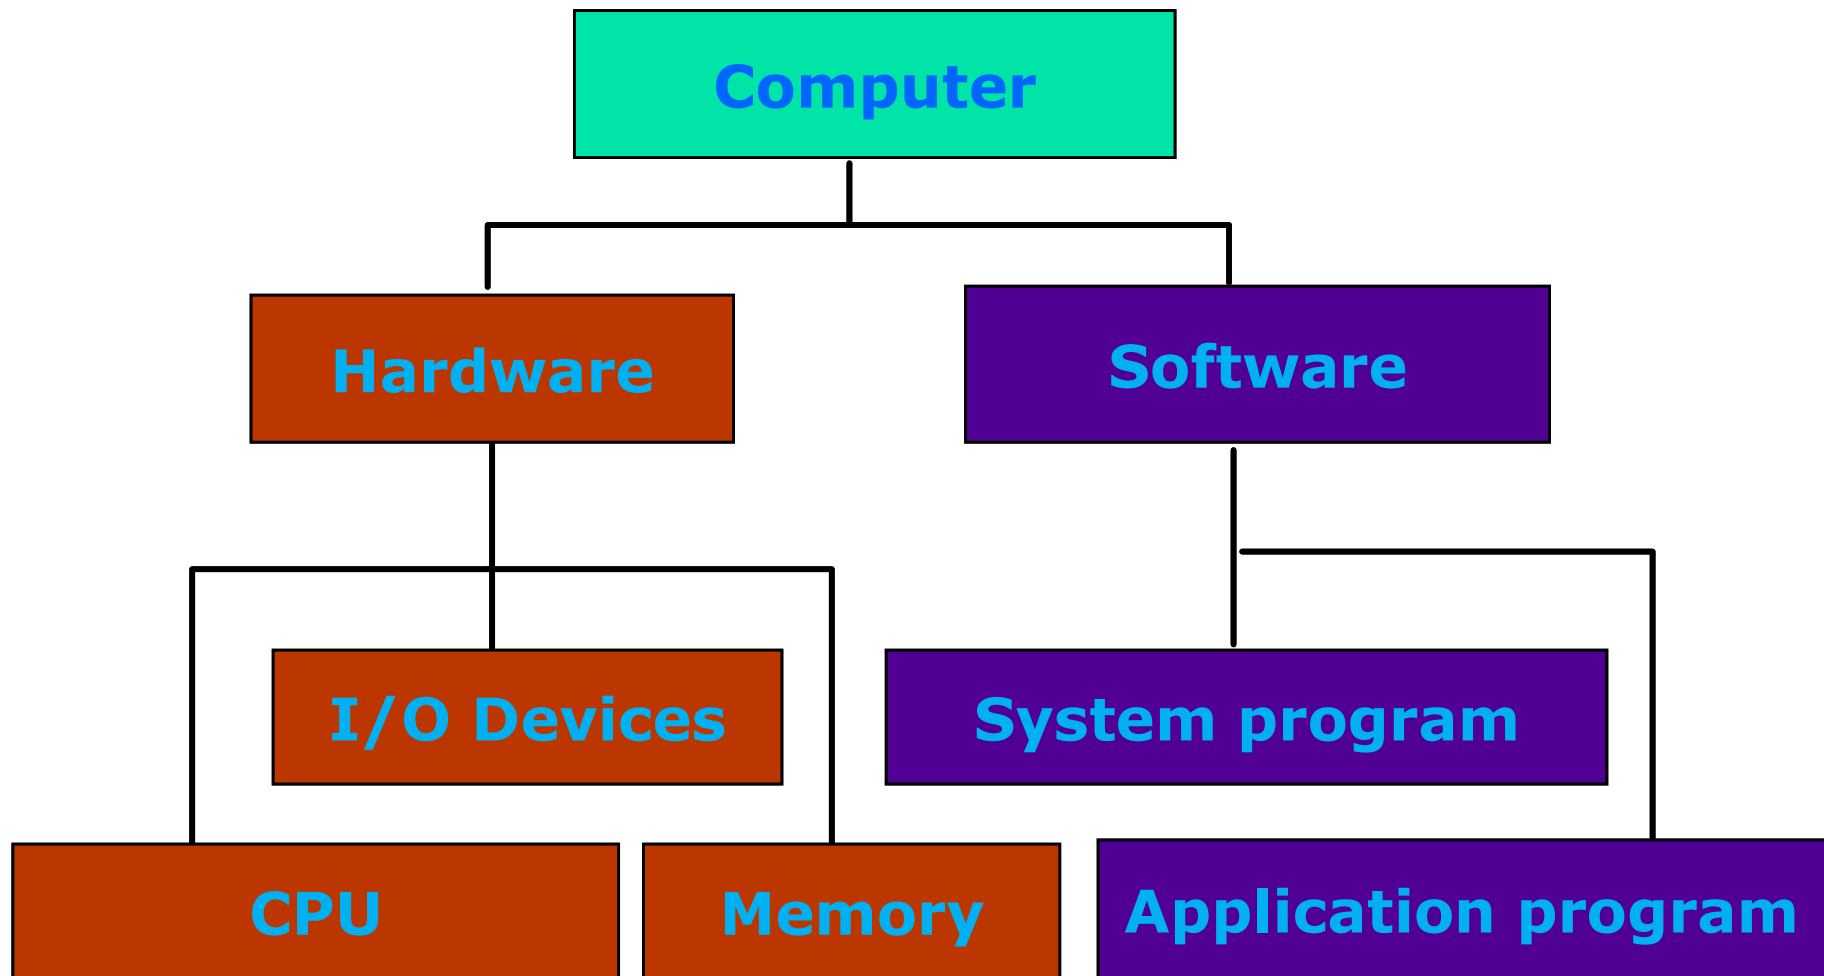 Computer
Hardware
Software
I/O Devices
System program
CPU
Memory
Application program